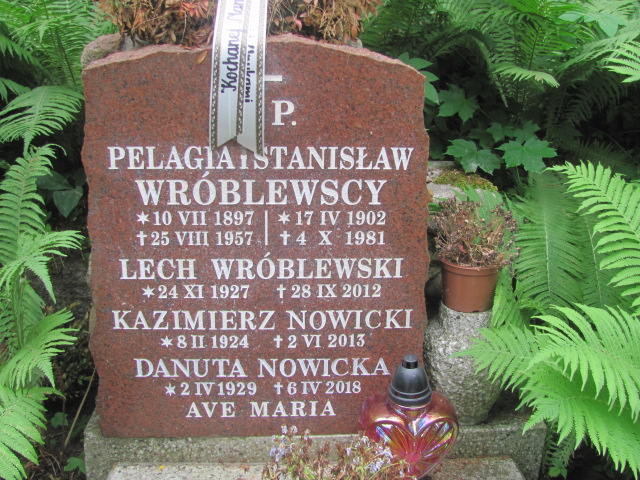 Kochanej
P.
PELAGIA I STANISŁAW
WRÓBLEWSCY
* 10 VII 1897 | * 17 IV 1902
† 25 VIII 1957 | † 4 X 1981
LECH WRÓBLEWSKI
* 24 XI 1927 † 28 IX 2012
KAZIMIERZ NOWICKI
* 8 II 1924 † 2 VI 2013
DANUTA NOWICKA
* 2 IV 1929 † 6 IV 2018
AVE MARIA